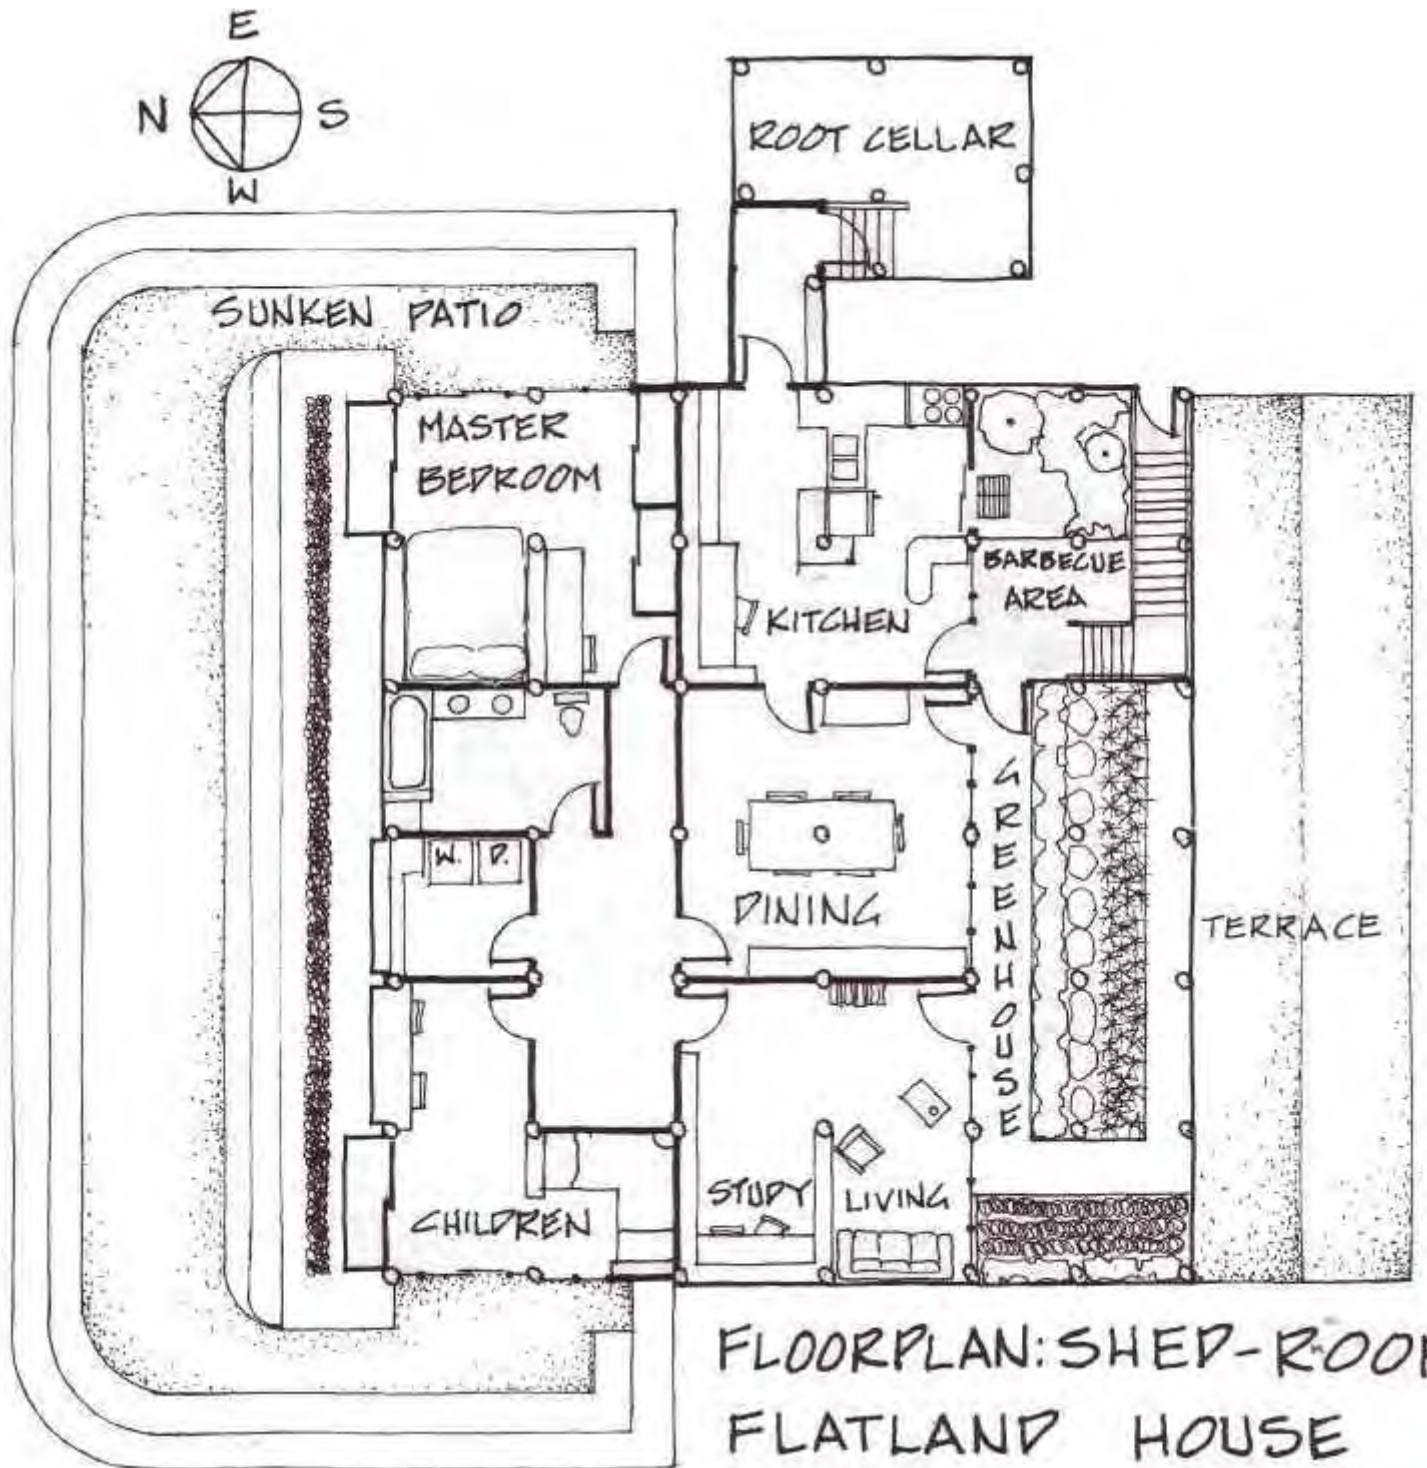 E
N S
W
ROOT CELLAR
SUNKEN PATIO
MASTER
BEDROOM
BARBECUE
AREA
KITCHEN
GREENHOUSE
W. D.
DINING
TERRACE
STUDY
LIVING
CHILDREN
FLOORPLAN: SHED-ROO
FLATLAND HOUSE